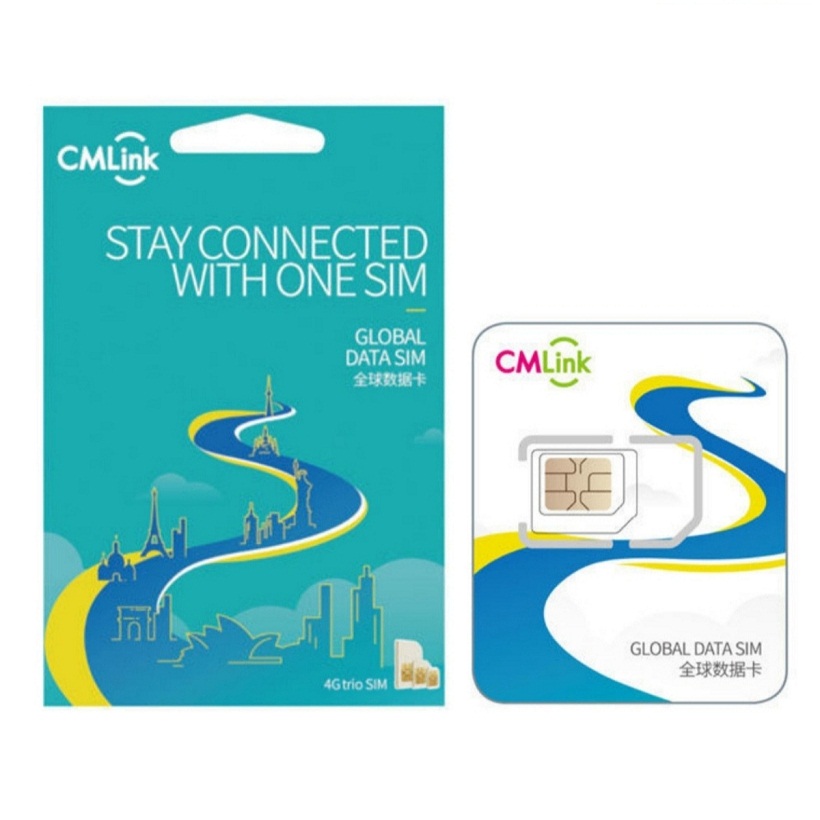 CMLink
STAY CONNECTED
WITH ONE SIM
GLOBAL
DATA SIM
全球数据卡
4G trio SIM
CMLink
GLOBAL DATA SIM
全球数据卡